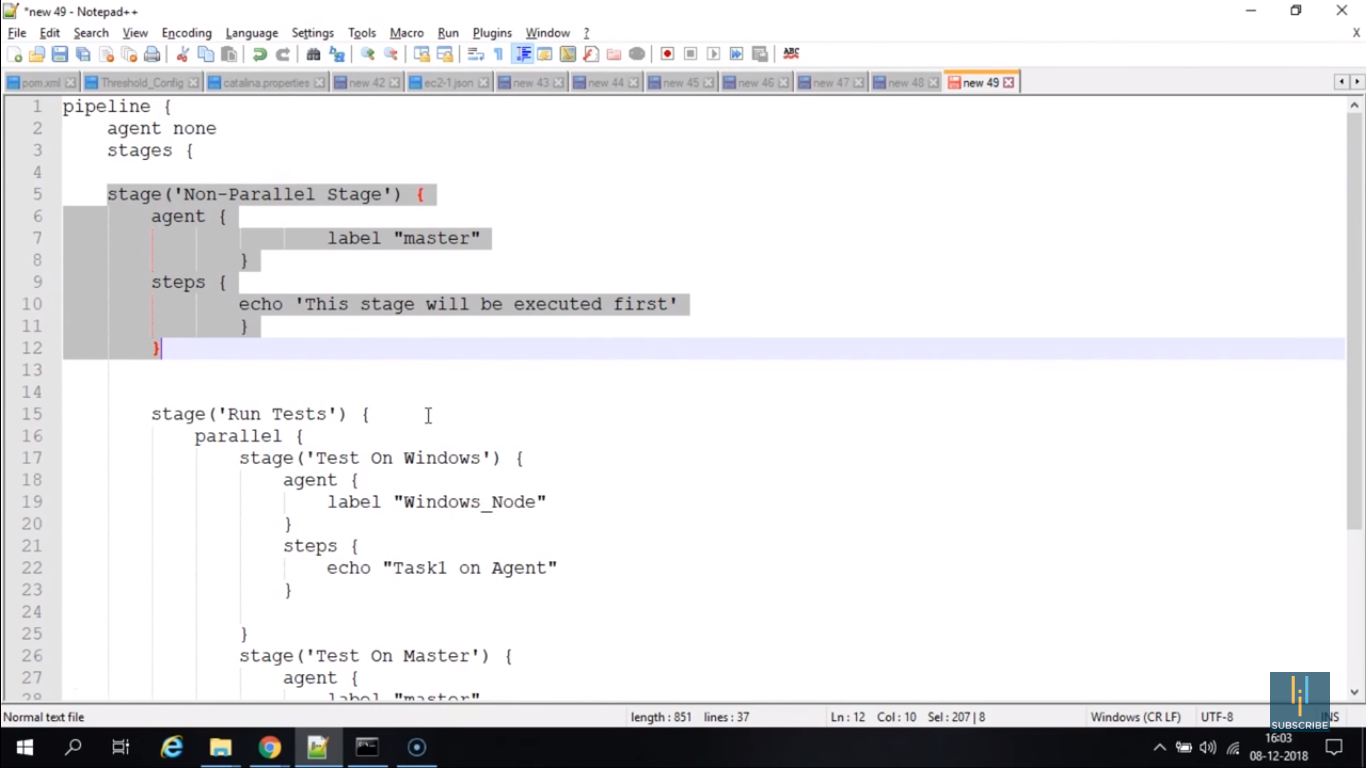 *new 49 - Notepad++
File Edit Search View Encoding Language Settings Tools Macro Run Plugins Window ? X
pom.xml Threshold_Config catalina.properties new 42 ec2-1.json new 43 new 44 new 45 new 46 new 47 new 48 new 49
1 pipeline {
2 agent none
3 stages {
4
5 stage('Non-Parallel Stage') {
6 agent {
7 label "master"
8 }
9 steps {
10 echo 'This stage will be executed first'
11 }
12 }
13
14
15 stage('Run Tests') {
16 parallel {
17 stage('Test On Windows') {
18 agent {
19 label "Windows_Node"
20 }
21 steps {
22 echo "Task1 on Agent"
23 }
24
25 }
26 stage('Test On Master') {
27 agent {
28 label "master"
Normal text file length : 851 lines : 37 Ln : 12 Col : 10 Sel : 207 | 8 Windows (CR LF) UTF-8 INS
SUBSCRIBE
16:03
08-12-2018